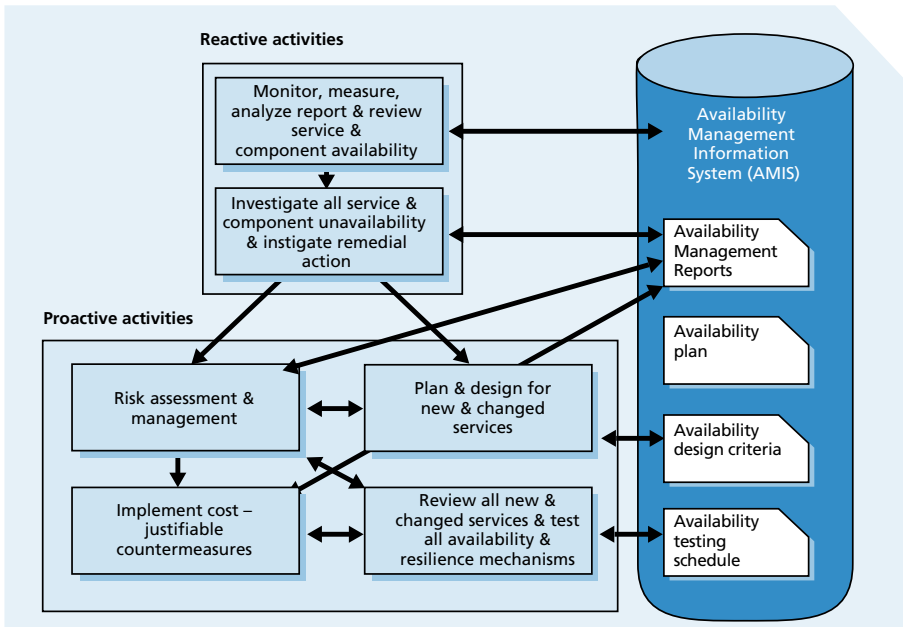 Reactive activities
Monitor, measure,
analyze report & review
service &
component availability
Investigate all service &
component unavailability
& instigate remedial
action
Proactive activities
Risk assessment &
management
Plan & design for
new & changed
services
Implement cost –
justifiable
countermeasures
Review all new &
changed services & test
all availability &
resilience mechanisms
Availability
Management
Information
System (AMIS)
Availability
Management
Reports
Availability
plan
Availability
design criteria
Availability
testing
schedule